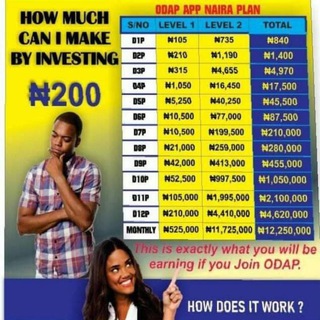 ODAP APP NAIRA PLAN
HOW MUCH
CAN I MAKE
BY INVESTING
₦200
S/NO LEVEL 1 LEVEL 2 TOTAL
D1P ₦105 ₦735 ₦840
D2P ₦210 ₦1,190 ₦1,400
D3P ₦315 ₦4,655 ₦4,970
D4P ₦1,050 ₦16,450 ₦17,500
D5P ₦5,250 ₦40,250 ₦45,500
D6P ₦10,500 ₦77,000 ₦87,500
D7P ₦10,500 ₦199,500 ₦210,000
D8P ₦21,000 ₦259,000 ₦280,000
D9P ₦42,000 ₦413,000 ₦455,000
D10P ₦52,500 ₦997,500 ₦1,050,000
D11P ₦105,000 ₦1,995,000 ₦2,100,000
D12P ₦210,000 ₦4,410,000 ₦4,620,000
MONTHLY ₦525,000 ₦11,725,000 ₦12,250,000
This is exactly what you will be
earning if you Join ODAP.
HOW DOES IT WORK ?